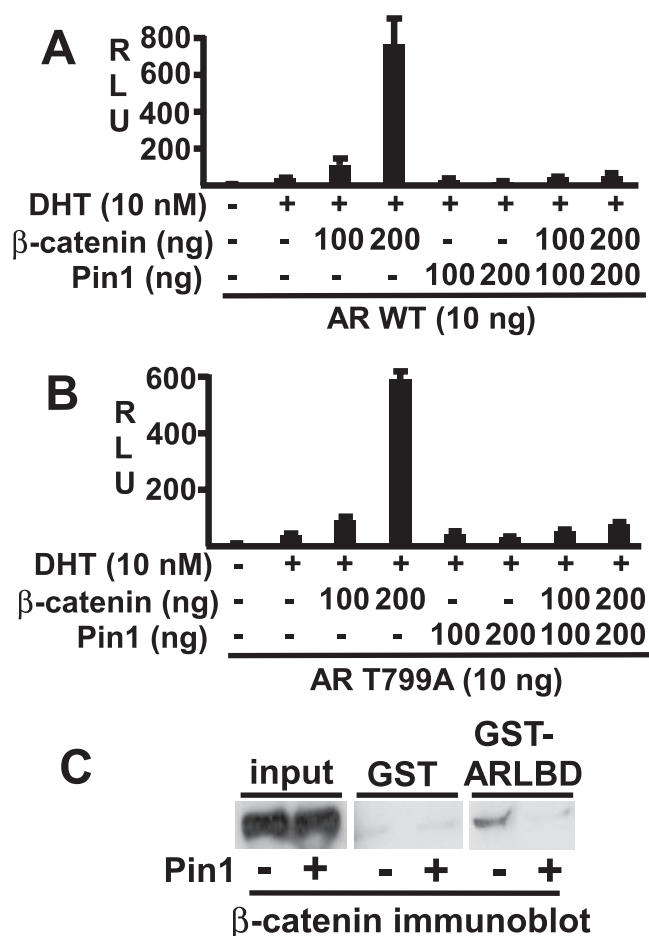 A
RLU
800
600
400
200
DHT (10 nM) - + + + + + + +
β-catenin (ng) - - 100 200 - - 100 200
Pin1 (ng) - - - - 100 200 100 200
AR WT (10 ng)
B
RLU
600
400
200
DHT (10 nM) - + + + + + + +
β-catenin (ng) - - 100 200 - - 100 200
Pin1 (ng) - - - - 100 200 100 200
AR T799A (10 ng)
C
input GST GST-ARLBD
Pin1 - + - + - +
β-catenin immunoblot